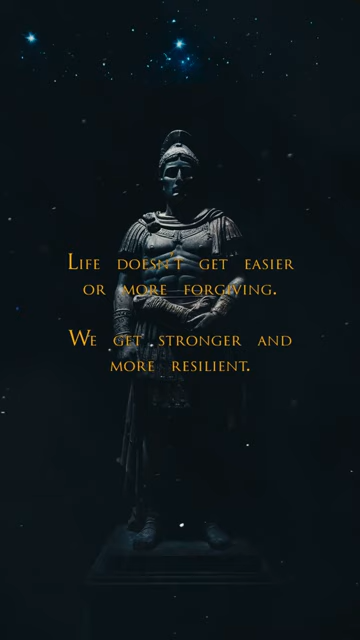 Life doesn't get easier
or more forgiving.
We get stronger and
more resilient.